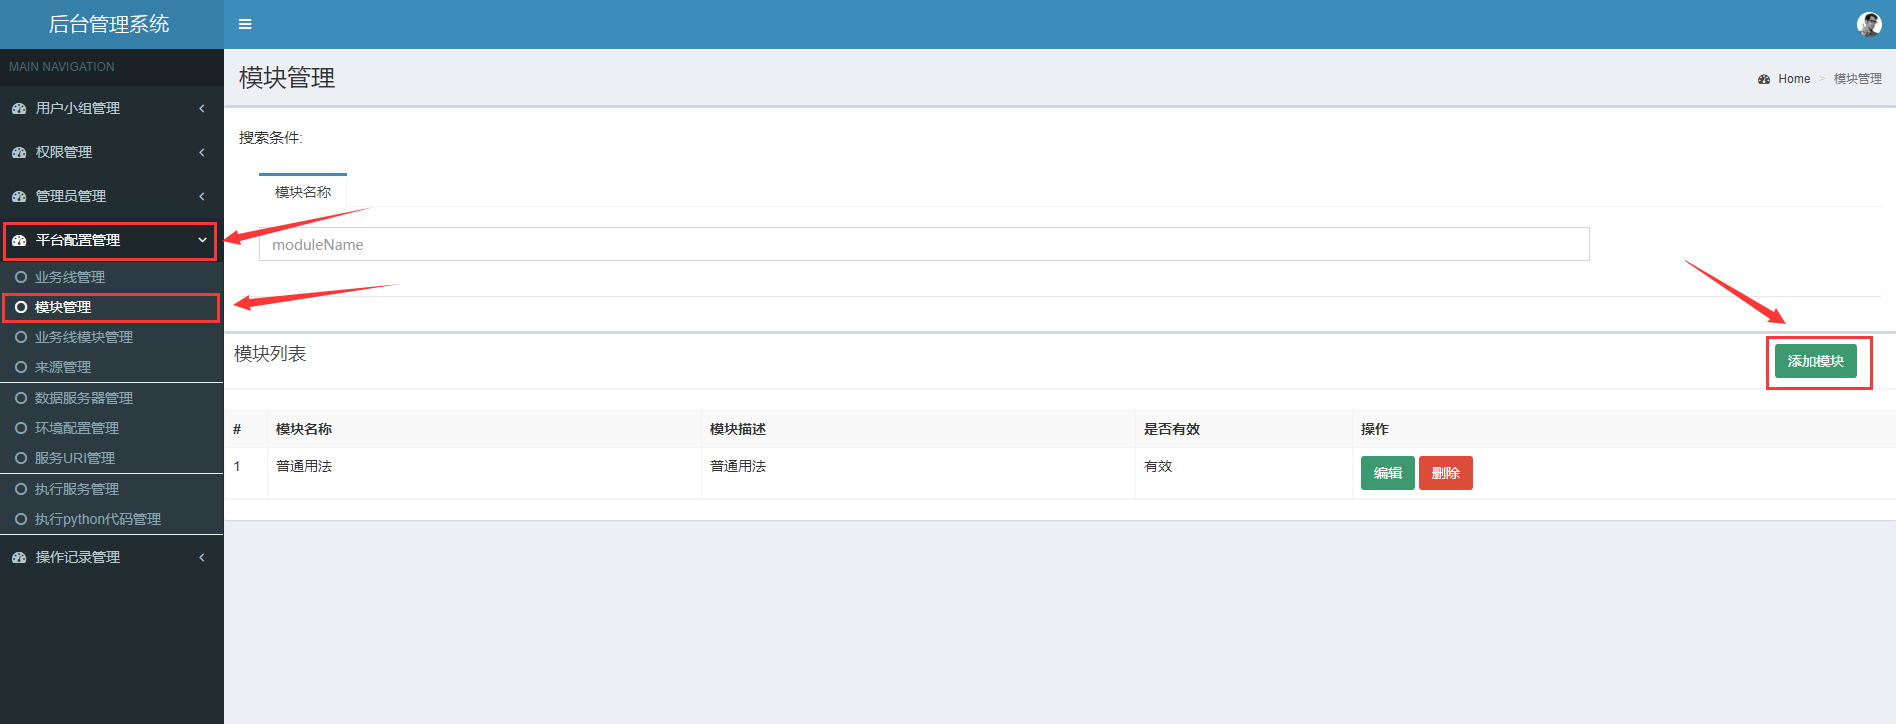 后台管理系统
MAIN NAVIGATION
用户小组管理
权限管理
管理员管理
平台配置管理
业务线管理
模块管理
业务线模块管理
来源管理
数据服务器管理
环境配置管理
服务URI管理
执行服务管理
执行python代码管理
操作记录管理
模块管理
Home > 模块管理
搜索条件:
模块名称
moduleName
模块列表
添加模块
# 模块名称 模块描述 是否有效 操作
1 普通用法 普通用法 有效 编辑 删除